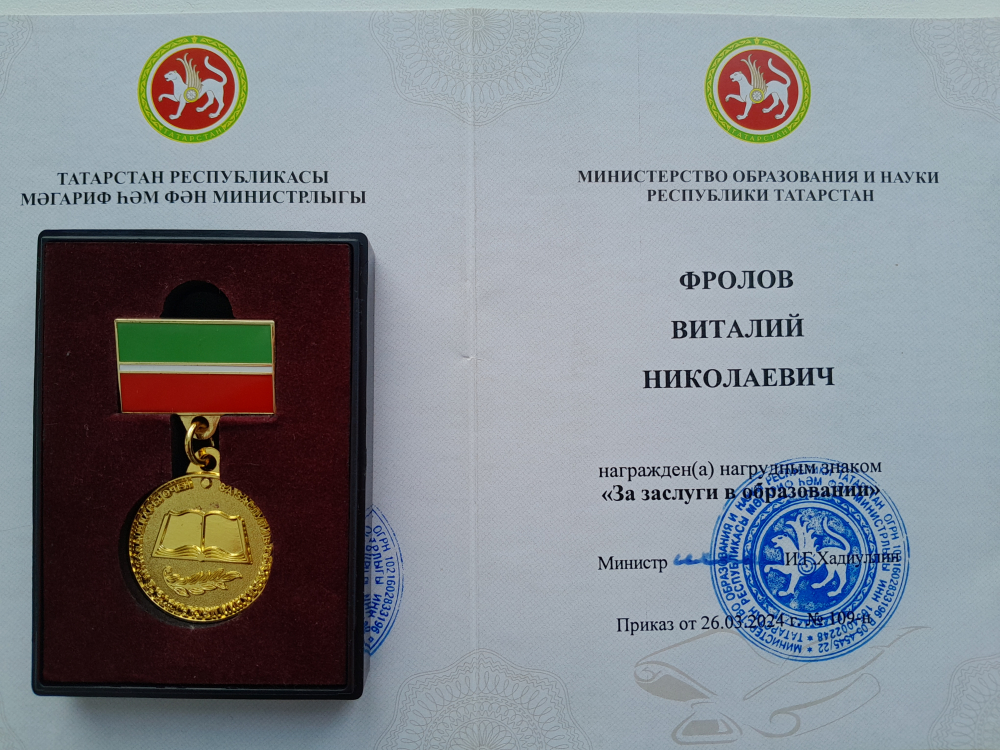 ТАТАРСТАН
ТАТАРСТАН РЕСПУБЛИКАСЫ
МӘГАРИФ ҺӘМ ФӘН МИНИСТРЛЫГЫ
ТАТАРСТАН
МИНИСТЕРСТВО ОБРАЗОВАНИЯ И НАУКИ
РЕСПУБЛИКИ ТАТАРСТАН
ФРОЛОВ
ВИТАЛИЙ
НИКОЛАЕВИЧ
награжден(а) нагрудным знаком
«За заслуги в образовании»
Министр И.Г.Хадиуллин
Приказ от 26.03.2024 г. № 109-н